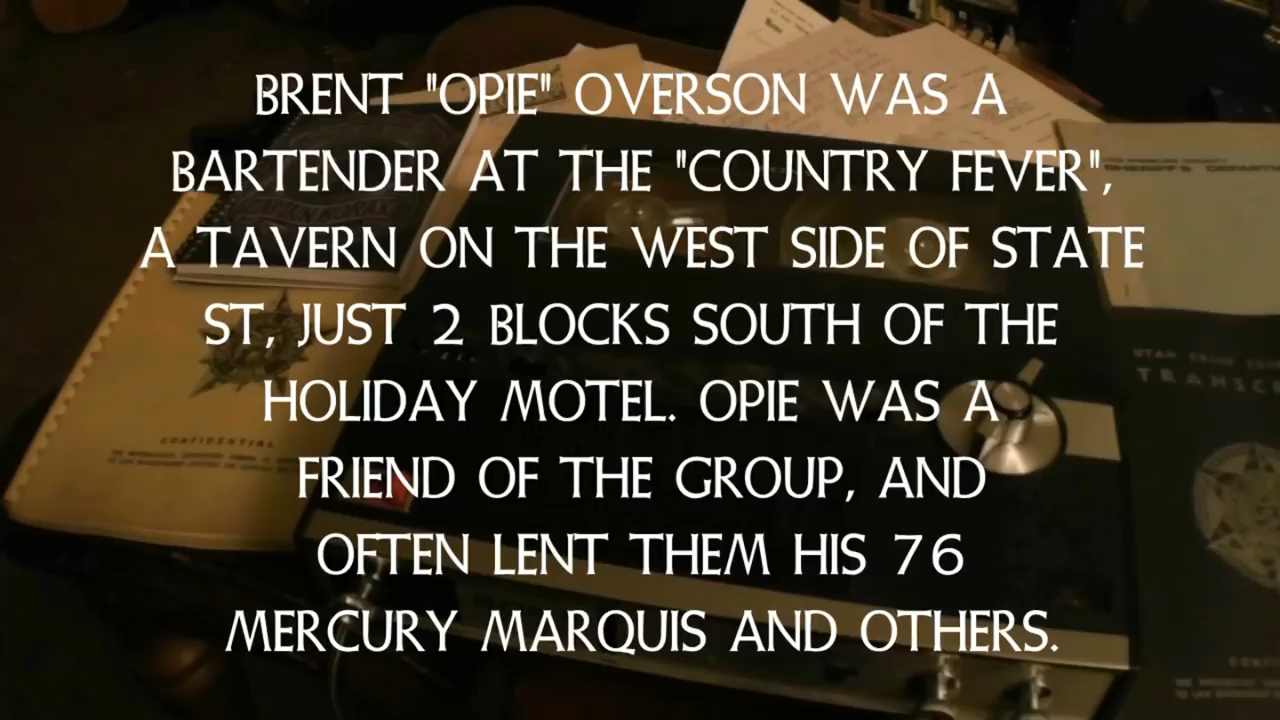 BRENT "OPIE" OVERSON WAS A
BARTENDER AT THE "COUNTRY FEVER",
A TAVERN ON THE WEST SIDE OF STATE
ST, JUST 2 BLOCKS SOUTH OF THE
HOLIDAY MOTEL. OPIE WAS A
FRIEND OF THE GROUP, AND
OFTEN LENT THEM HIS 76
MERCURY MARQUIS AND OTHERS.
CONFIDENTIAL